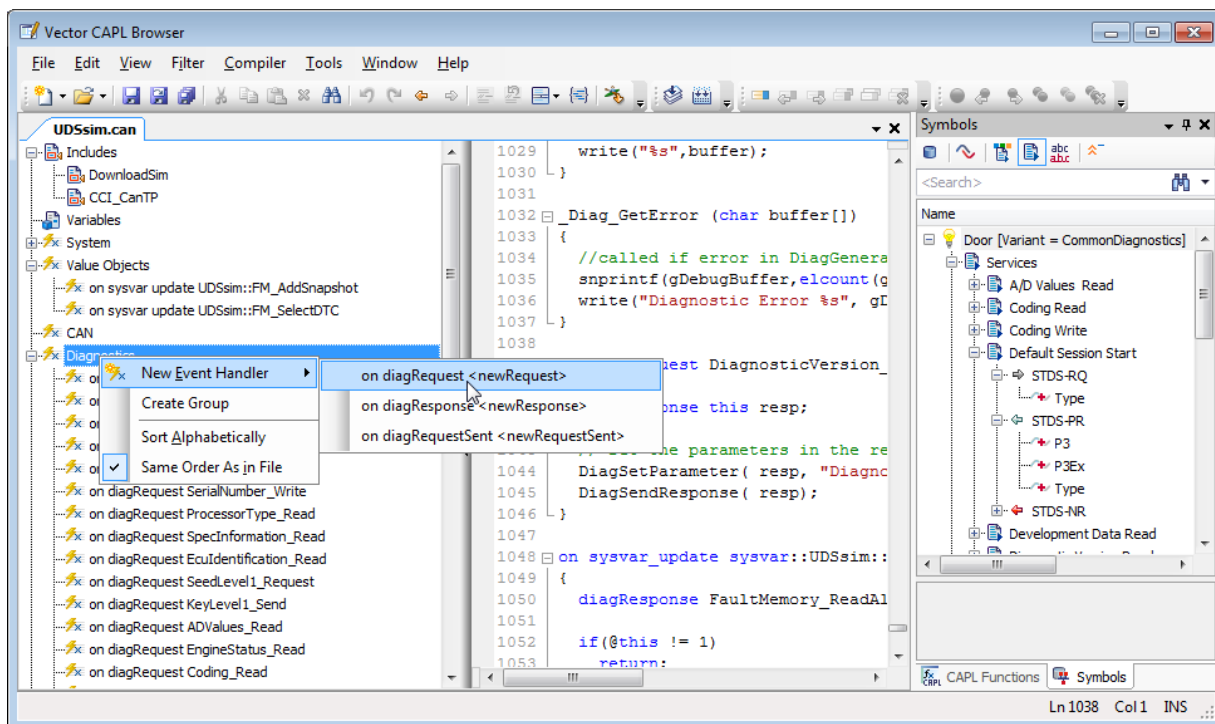 Vector CAPL Browser
File Edit View Filter Compiler Tools Window Help
UDSsim.can
Includes
DownloadSim
CCI_CanTP
Variables
System
Value Objects
on sysvar update UDSsim::FM_AddSnapshot
on sysvar update UDSsim::FM_SelectDTC
CAN
Diagnostics
New Event Handler
Create Group
Sort Alphabetically
Same Order As in File
on diagRequest <newRequest>
on diagResponse <newResponse>
on diagRequestSent <newRequestSent>
on diagRequest SerialNumber_Write
on diagRequest ProcessorType_Read
on diagRequest SpecInformation_Read
on diagRequest EcuIdentification_Read
on diagRequest SeedLevel1_Request
on diagRequest KeyLevel1_Send
on diagRequest ADValues_Read
on diagRequest EngineStatus_Read
on diagRequest Coding_Read
1029 write("%s",buffer);
1030 }
1031
1032 _Diag_GetError (char buffer[])
1033 {
1034 //called if error in DiagGenera
1035 snprintf(gDebugBuffer,elcount(g
1036 write("Diagnostic Error %s", gD
1037 }
1038
uest DiagnosticVersion_
nse this resp;
the parameters in the re
1044 DiagSetParameter( resp, "Diagno
1045 DiagSendResponse( resp);
1046 }
1047
1048 on sysvar_update sysvar::UDSsim::
1049 {
1050 diagResponse FaultMemory_ReadAl
1051
1052 if(@this != 1)
1053 return;
Symbols
abc
ab.c
<Search>
Name
Door [Variant = CommonDiagnostics]
Services
A/D Values Read
Coding Read
Coding Write
Default Session Start
STDS-RQ
Type
STDS-PR
P3
P3Ex
Type
STDS-NR
Development Data Read
CAPL Functions Symbols
Ln 1038 Col 1 INS